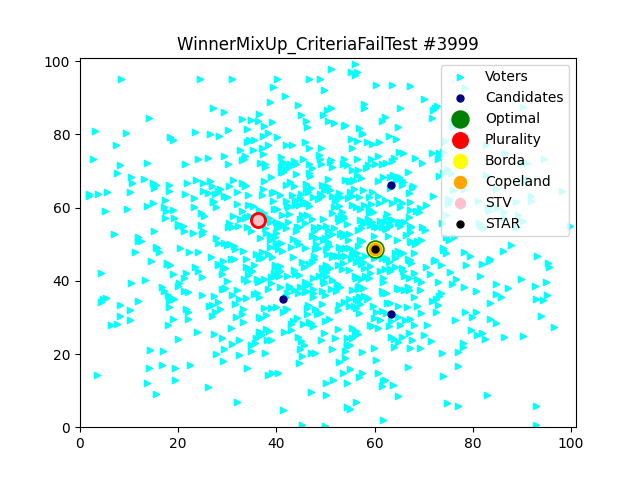 WinnerMixUp_CriteriaFailTest #3999
100
80
60
40
20
0
0
20
40
60
80
100
Voters
Candidates
Optimal
Plurality
Borda
Copeland
STV
STAR